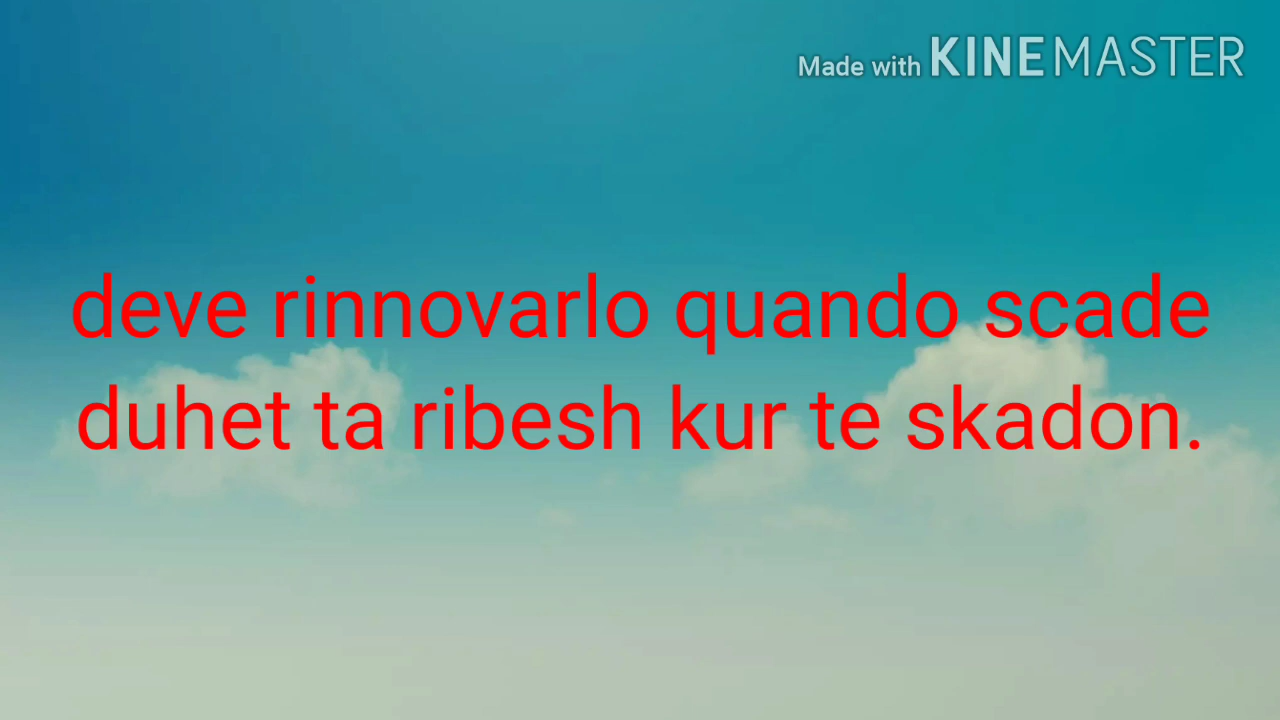 Made with KINEMASTER
deve rinnovarlo quando scade
duhet ta ribesh kur te skadon.